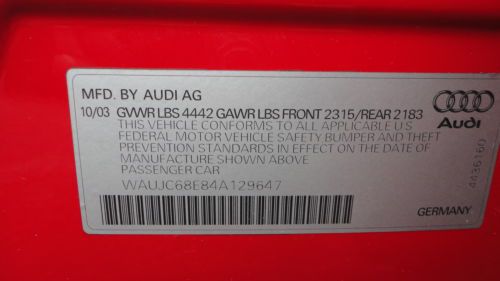 MFD. BY AUDI AG
10/03 GVWR LBS 4442 GAWR LBS FRONT 2315/REAR 2183
THIS VEHICLE CONFORMS TO ALL APPLICABLE U S
FEDERAL MOTOR VEHICLE SAFETY BUMPER AND THEFT
PREVENTION STANDARDS IN EFFECT ON THE DATE
OF MANUFACTURE SHOWN ABOVE
PASSENGER CAR
WAUJC68E84A129647
Audi
4436160
GERMANY